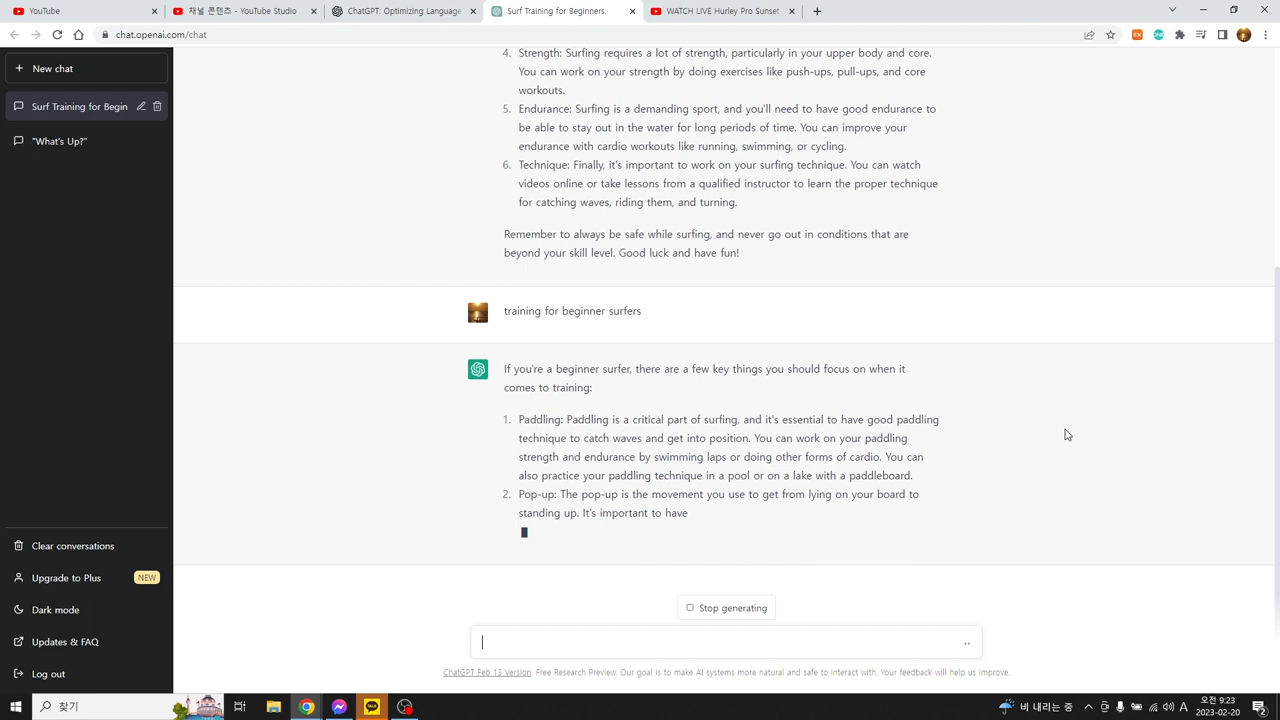 YouTube
채널 콘텐츠 - YouTube Studio
ChatGPT: Optimizing Language
Surf Training for Beginners.
WATCH LIVE Hurley Pro Sunset
chat.openai.com/chat
New chat
Surf Training for Begin
"What's Up?"
4. Strength: Surfing requires a lot of strength, particularly in your upper body and core.
You can work on your strength by doing exercises like push-ups, pull-ups, and core
workouts.
5. Endurance: Surfing is a demanding sport, and you'll need to have good endurance to
be able to stay out in the water for long periods of time. You can improve your
endurance with cardio workouts like running, swimming, or cycling.
6. Technique: Finally, it's important to work on your surfing technique. You can watch
videos online or take lessons from a qualified instructor to learn the proper technique
for catching waves, riding them, and turning.
Remember to always be safe while surfing, and never go out in conditions that are
beyond your skill level. Good luck and have fun!
training for beginner surfers
If you're a beginner surfer, there are a few key things you should focus on when it
comes to training:
1. Paddling: Paddling is a critical part of surfing, and it's essential to have good paddling
technique to catch waves and get into position. You can work on your paddling
strength and endurance by swimming laps or doing other forms of cardio. You can
also practice your paddling technique in a pool or on a lake with a paddleboard.
2. Pop-up: The pop-up is the movement you use to get from lying on your board to
standing up. It's important to have
Stop generating
ChatGPT Feb 13 Version. Free Research Preview. Our goal is to make AI systems more natural and safe to interact with. Your feedback will help us improve.
Clear conversations
Upgrade to Plus NEW
Dark mode
Updates & FAQ
Log out
찾기
TALK
비 내리는 중
A
오전 9:23
2023-02-20